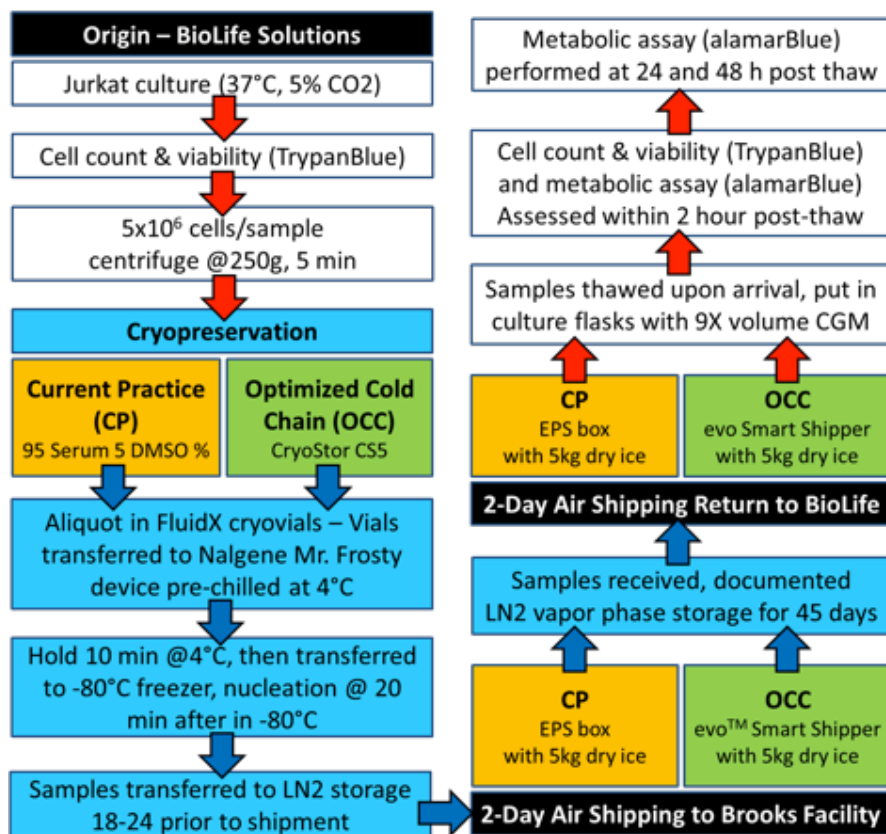 Origin – BioLife Solutions
Jurkat culture (37°C, 5% CO2)
Cell count & viability (TrypanBlue)
5x10⁶ cells/sample
centrifuge @250g, 5 min
Cryopreservation
Current Practice
(CP)
95 Serum 5 DMSO %
Optimized Cold
Chain (OCC)
CryoStor CS5
Aliquot in FluidX cryovials – Vials
transferred to Nalgene Mr. Frosty
device pre-chilled at 4°C
Hold 10 min @4°C, then transferred
to -80°C freezer, nucleation @ 20
min after in -80°C
Samples transferred to LN2 storage
18-24 prior to shipment
2-Day Air Shipping to Brooks Facility
CP
EPS box
with 5kg dry ice
OCC
evo™ Smart Shipper
with 5kg dry ice
Samples received, documented
LN2 vapor phase storage for 45 days
2-Day Air Shipping Return to BioLife
CP
EPS box
with 5kg dry ice
OCC
evo Smart Shipper
with 5kg dry ice
Samples thawed upon arrival, put in
culture flasks with 9X volume CGM
Cell count & viability (TrypanBlue)
and metabolic assay (alamarBlue)
Assessed within 2 hour post-thaw
Metabolic assay (alamarBlue)
performed at 24 and 48 h post thaw